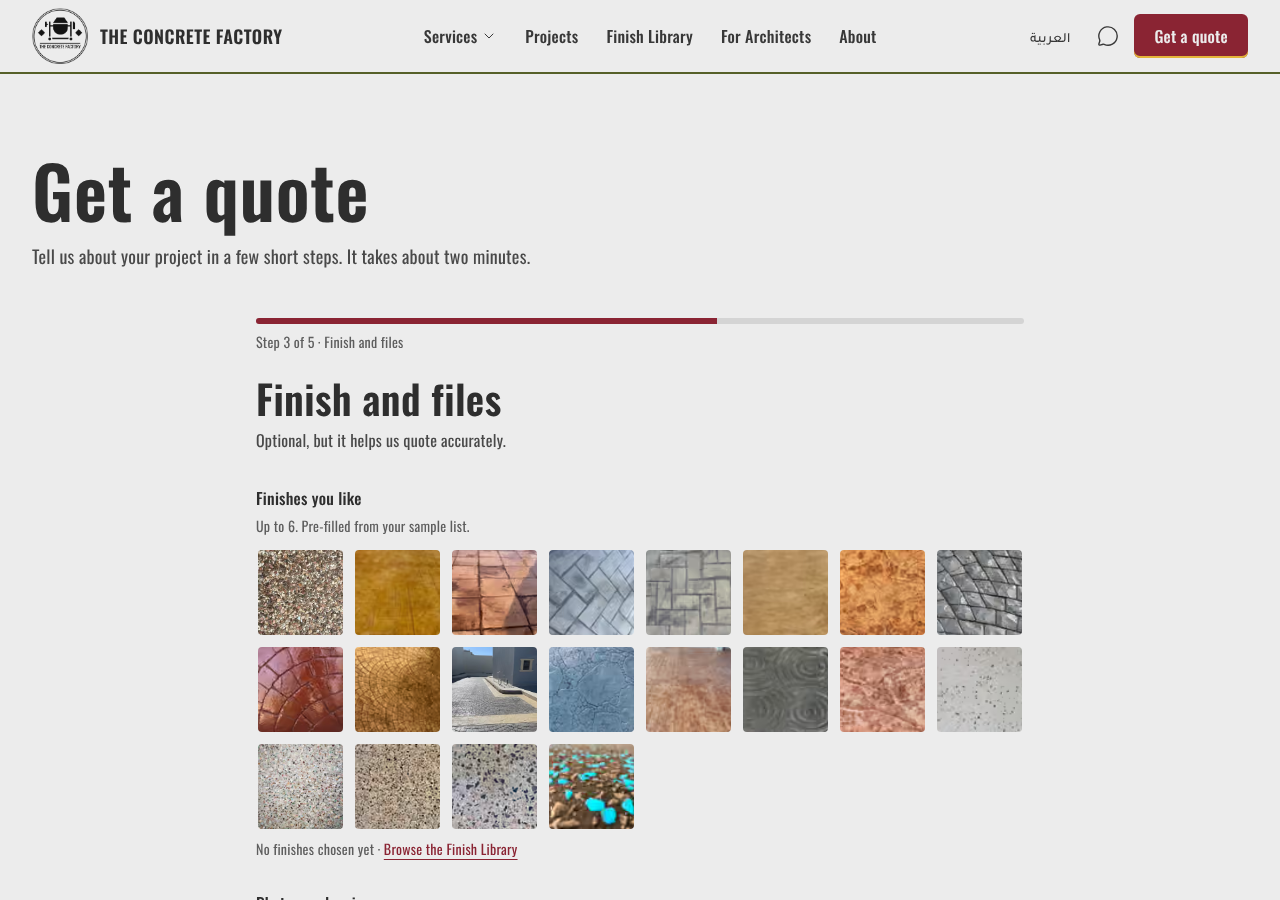 THE CONCRETE FACTORY
THE CONCRETE FACTORY
Services
Projects
Finish Library
For Architects
About
العربية
Get a quote
Get a quote
Tell us about your project in a few short steps. It takes about two minutes.
Step 3 of 5 · Finish and files
Finish and files
Optional, but it helps us quote accurately.
Finishes you like
Up to 6. Pre-filled from your sample list.
No finishes chosen yet · Browse the Finish Library